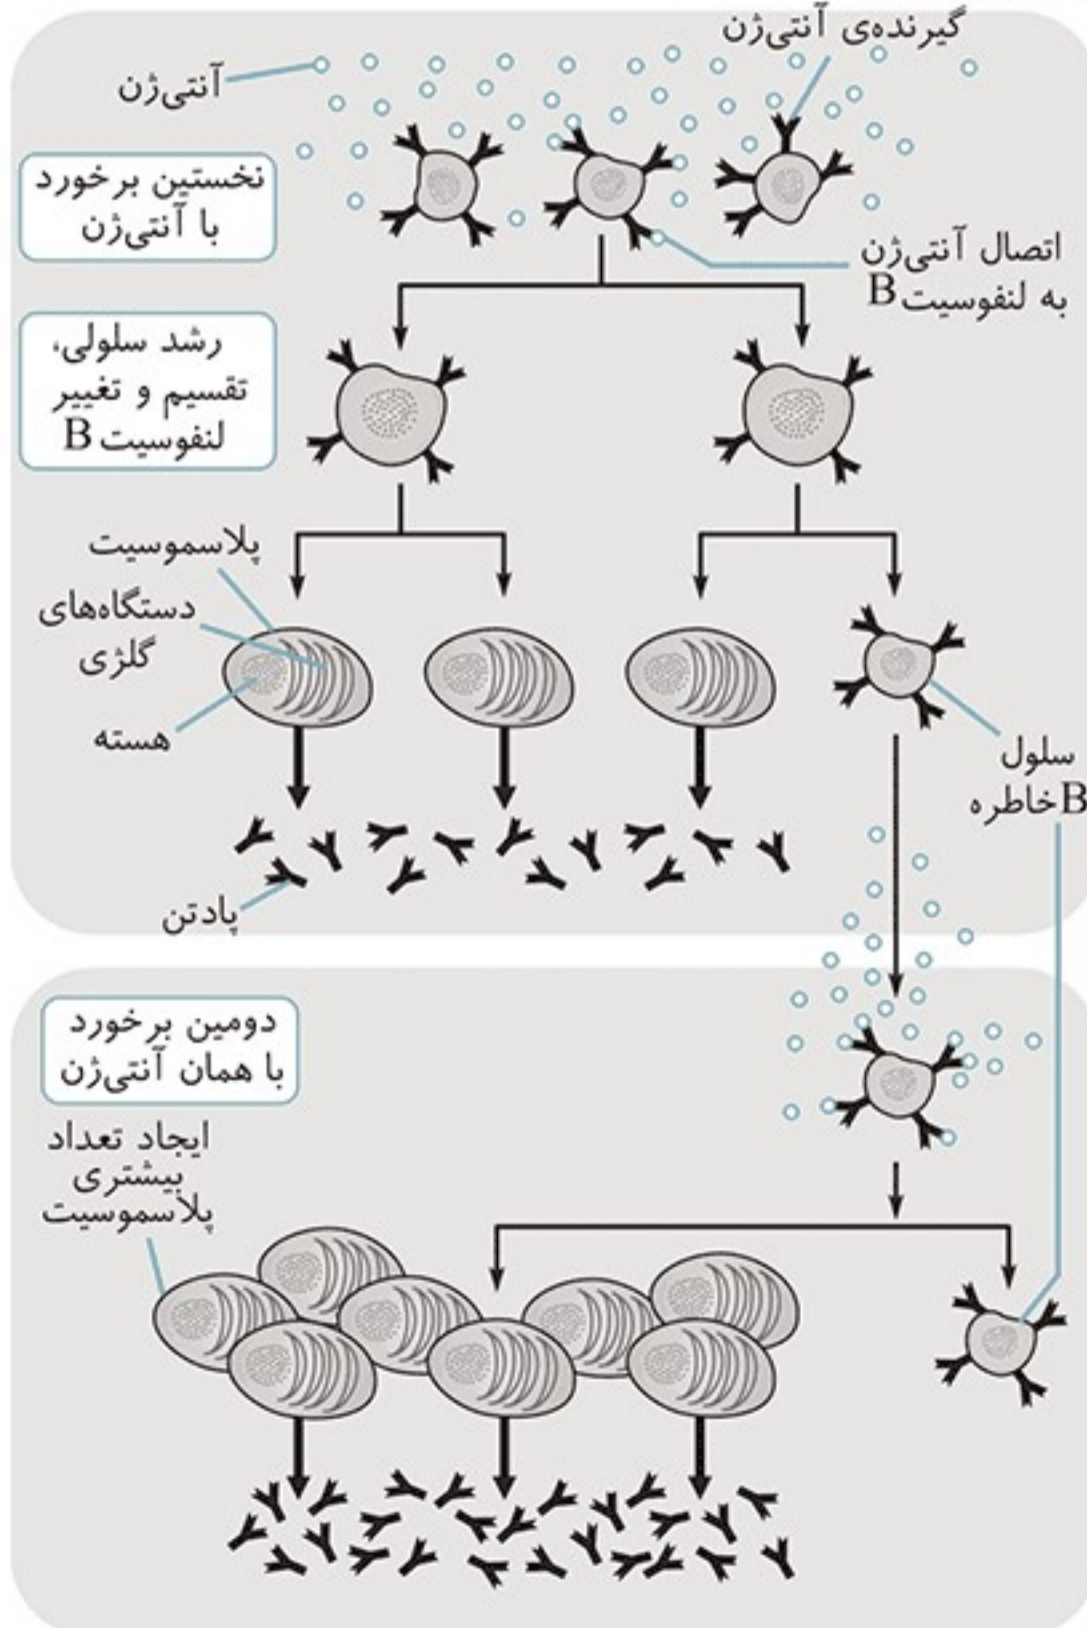 گیرنده‌ی آنتی‌ژن
آنتی‌ژن
نخستین برخورد
با آنتی‌ژن
اتصال آنتی‌ژن
به لنفوسیت B
رشد سلولی،
تقسیم و تغییر
لنفوسیت B
پلاسموسیت
دستگاه‌های
گلژی
هسته
سلول
B خاطره
پادتن
دومین برخورد
با همان آنتی‌ژن
ایجاد تعداد
بیشتری
پلاسموسیت